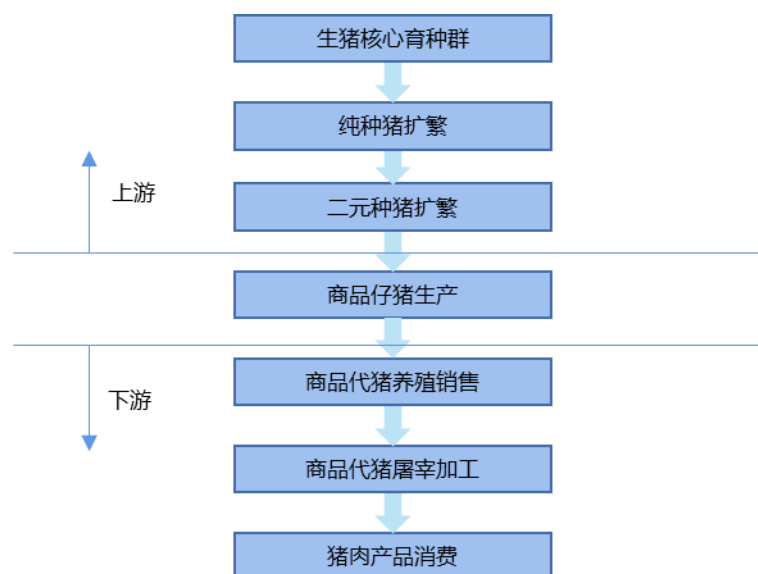 生猪核心育种群
纯种猪扩繁
上游
二元种猪扩繁
商品仔猪生产
商品代猪养殖销售
下游
商品代猪屠宰加工
猪肉产品消费